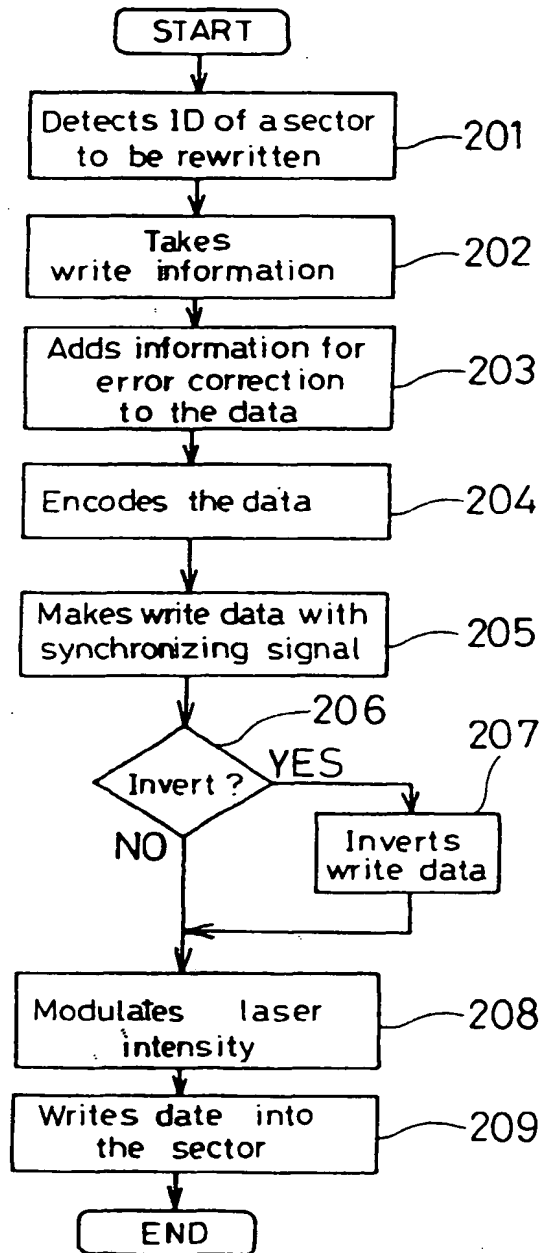 START
Detects ID of a sector
to be rewritten
201
Takes
write information
202
Adds information for
error correction
to the data
203
Encodes the data
204
Makes write data with
synchronizing signal
205
206
Invert ?
YES
NO
207
Inverts
write data
Modulates laser
intensity
208
Writes date into
the sector
209
END